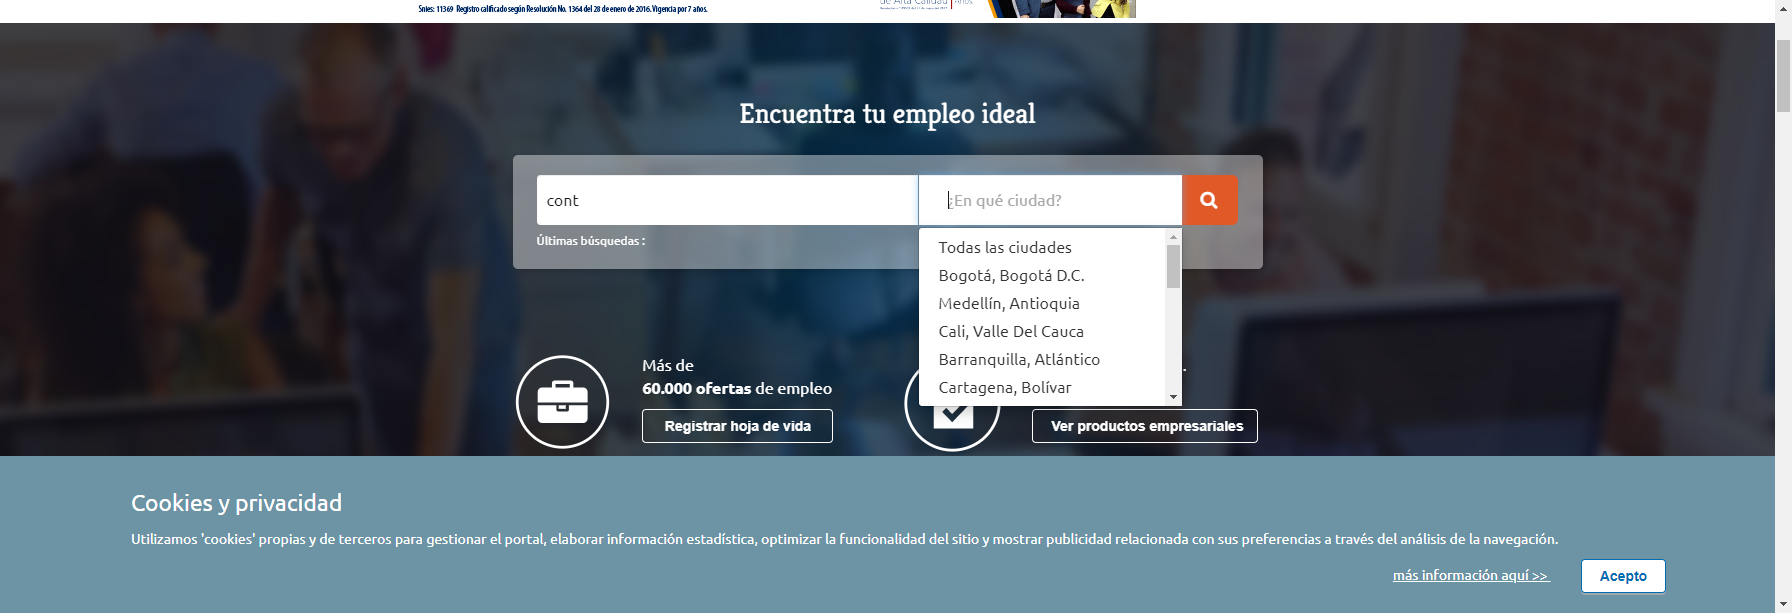 Snies: 11369 Registro calificado según Resolución No. 1364 del 28 de enero de 2016. Vigencia por 7 años.
de Alta Calidad
Años
Encuentra tu empleo ideal
cont
¿En qué ciudad?
Últimas búsquedas :
Todas las ciudades
Bogotá, Bogotá D.C.
Medellín, Antioquia
Cali, Valle Del Cauca
Barranquilla, Atlántico
Cartagena, Bolívar
Más de
60.000 ofertas de empleo
Registrar hoja de vida
Ver productos empresariales
Cookies y privacidad
Utilizamos 'cookies' propias y de terceros para gestionar el portal, elaborar información estadística, optimizar la funcionalidad del sitio y mostrar publicidad relacionada con sus preferencias a través del análisis de la navegación.
más información aquí >>
Acepto